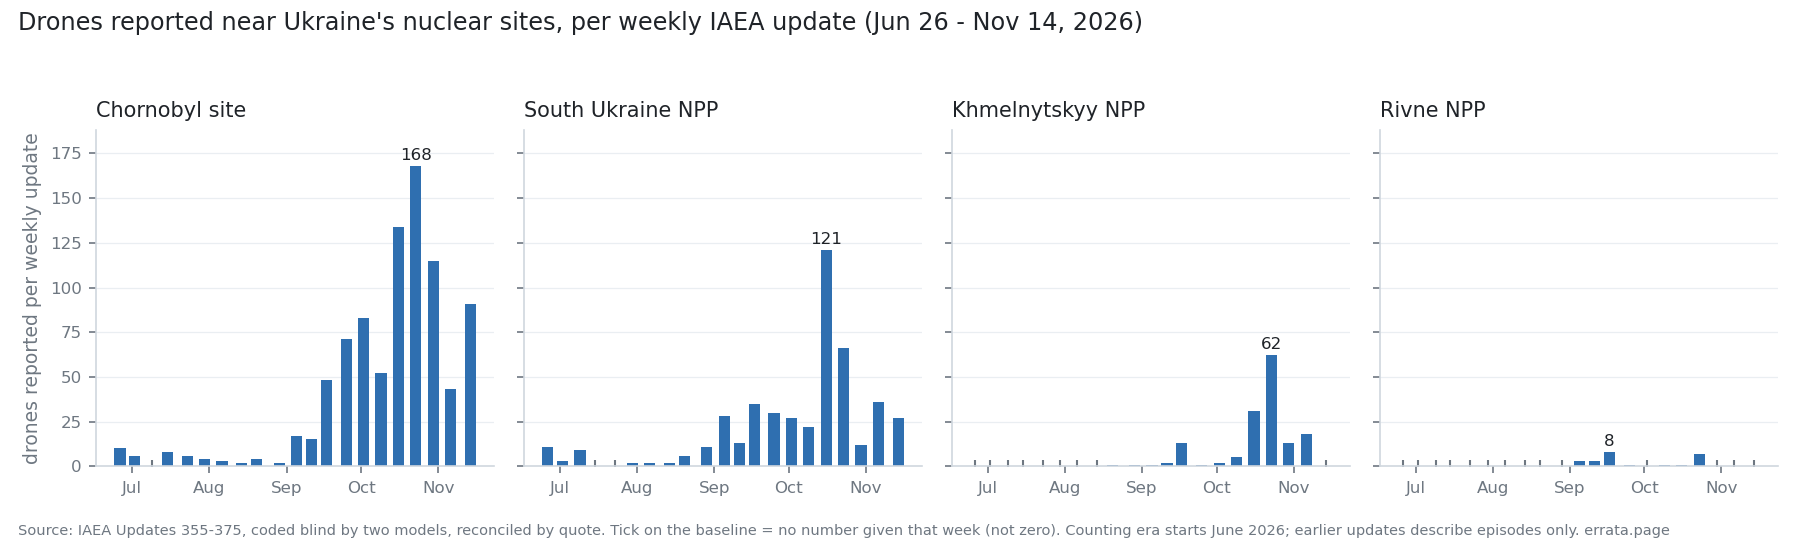 Drones reported near Ukraine's nuclear sites, per weekly IAEA update (Jun 26 - Nov 14, 2026)
Chornobyl site
South Ukraine NPP
Khmelnytskyy NPP
Rivne NPP
drones reported per weekly update
175
150
125
100
75
50
25
0
168
121
62
8
Jul Aug Sep Oct Nov
Jul Aug Sep Oct Nov
Jul Aug Sep Oct Nov
Jul Aug Sep Oct Nov
Source: IAEA Updates 355-375, coded blind by two models, reconciled by quote. Tick on the baseline = no number given that week (not zero). Counting era starts June 2026; earlier updates describe episodes only. errata.page